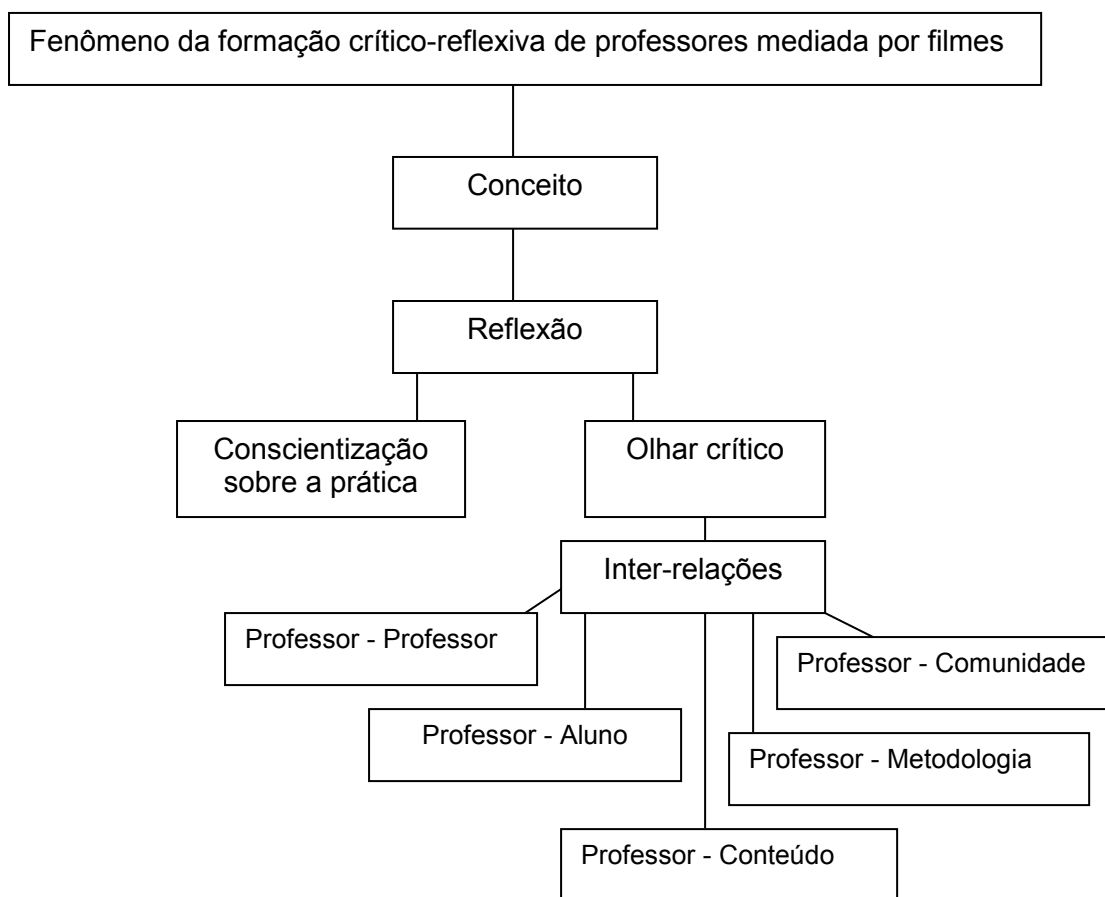 Fenômeno da formação crítico-reflexiva de professores mediada por filmes
Conceito
Reflexão
Conscientização
sobre a prática
Olhar crítico
Inter-relações
Professor - Professor
Professor - Comunidade
Professor - Aluno
Professor - Metodologia
Professor - Conteúdo